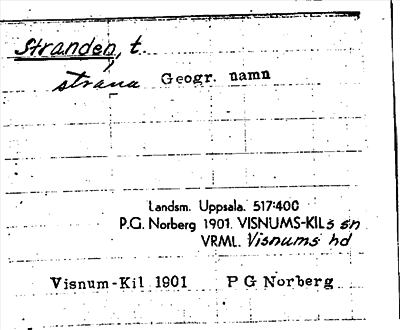 Stranden, t.
strana Geogr. namn
Landsm. Uppsala. 517:400
P.G. Norberg 1901. VISNUMS-KILs sn
VRML. Visnums hd
Visnum-Kil 1901 P G Norberg